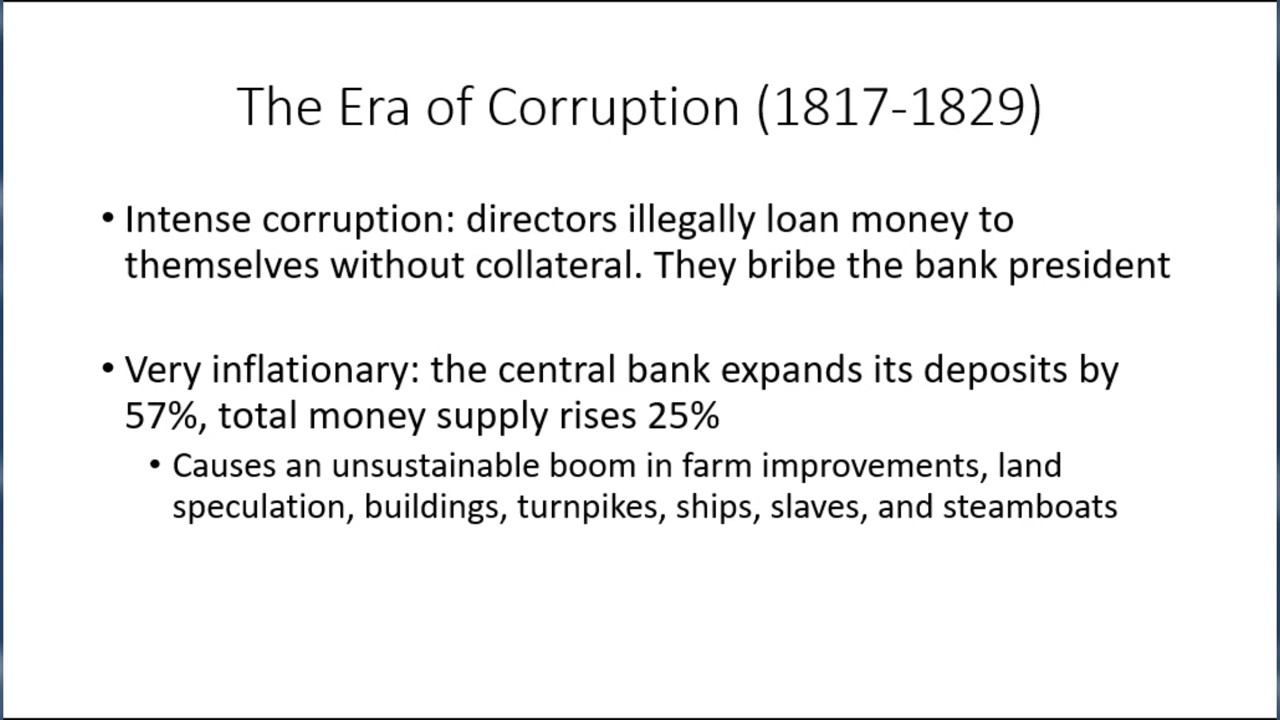 The Era of Corruption (1817-1829)
• Intense corruption: directors illegally loan money to
themselves without collateral. They bribe the bank president
• Very inflationary: the central bank expands its deposits by
57%, total money supply rises 25%
• Causes an unsustainable boom in farm improvements, land
speculation, buildings, turnpikes, ships, slaves, and steamboats